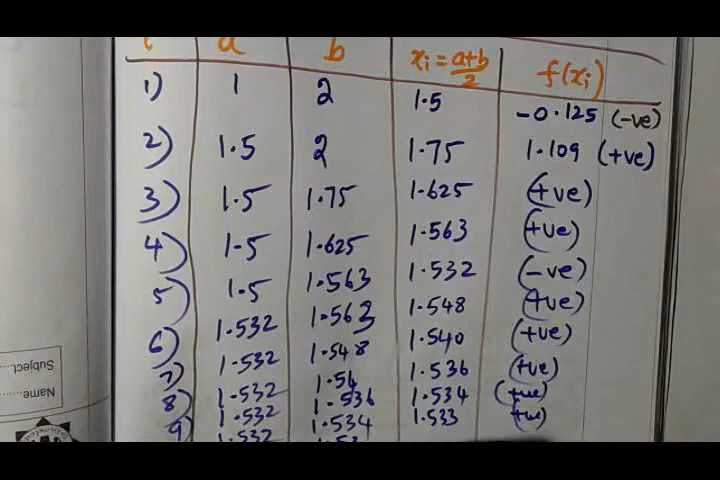 a b xᵢ = a+b/2 f(xᵢ)
1) 1 2 1.5 -0.125 (-ve)
2) 1.5 2 1.75 1.109 (+ve)
3) 1.5 1.75 1.625 (+ve)
4) 1.5 1.625 1.563 (+ve)
5) 1.5 1.563 1.532 (-ve)
6) 1.532 1.563 1.548 (+ve)
7) 1.532 1.548 1.540 (+ve)
8) 1.532 1.54 1.536 (+ve)
9) 1.532 1.536 1.534 (+ve)
1.532 1.534 1.533 +ve
Subject
Name